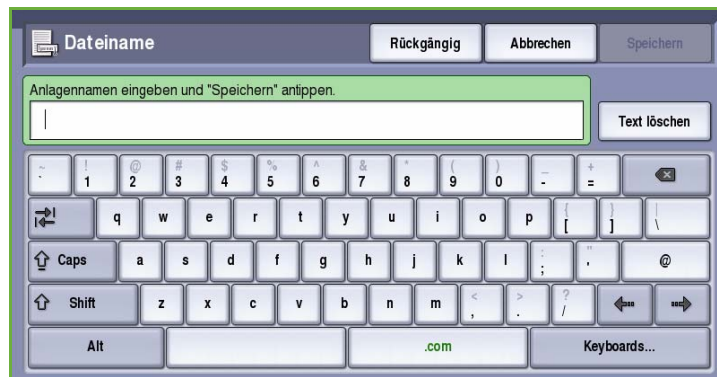 Dateiname Rückgängig Abbrechen Speichern
Anlagennamen eingeben und "Speichern" antippen.
Text löschen
~ ! @ # $ % ^ & * ( ) _ +
` 1 2 3 4 5 6 7 8 9 0 - =
q w e r t y u i o p { [ } ] | \
Caps a s d f g h j k l : ; " ' @
Shift z x c v b n m < , > . ? /
Alt .com Keyboards...